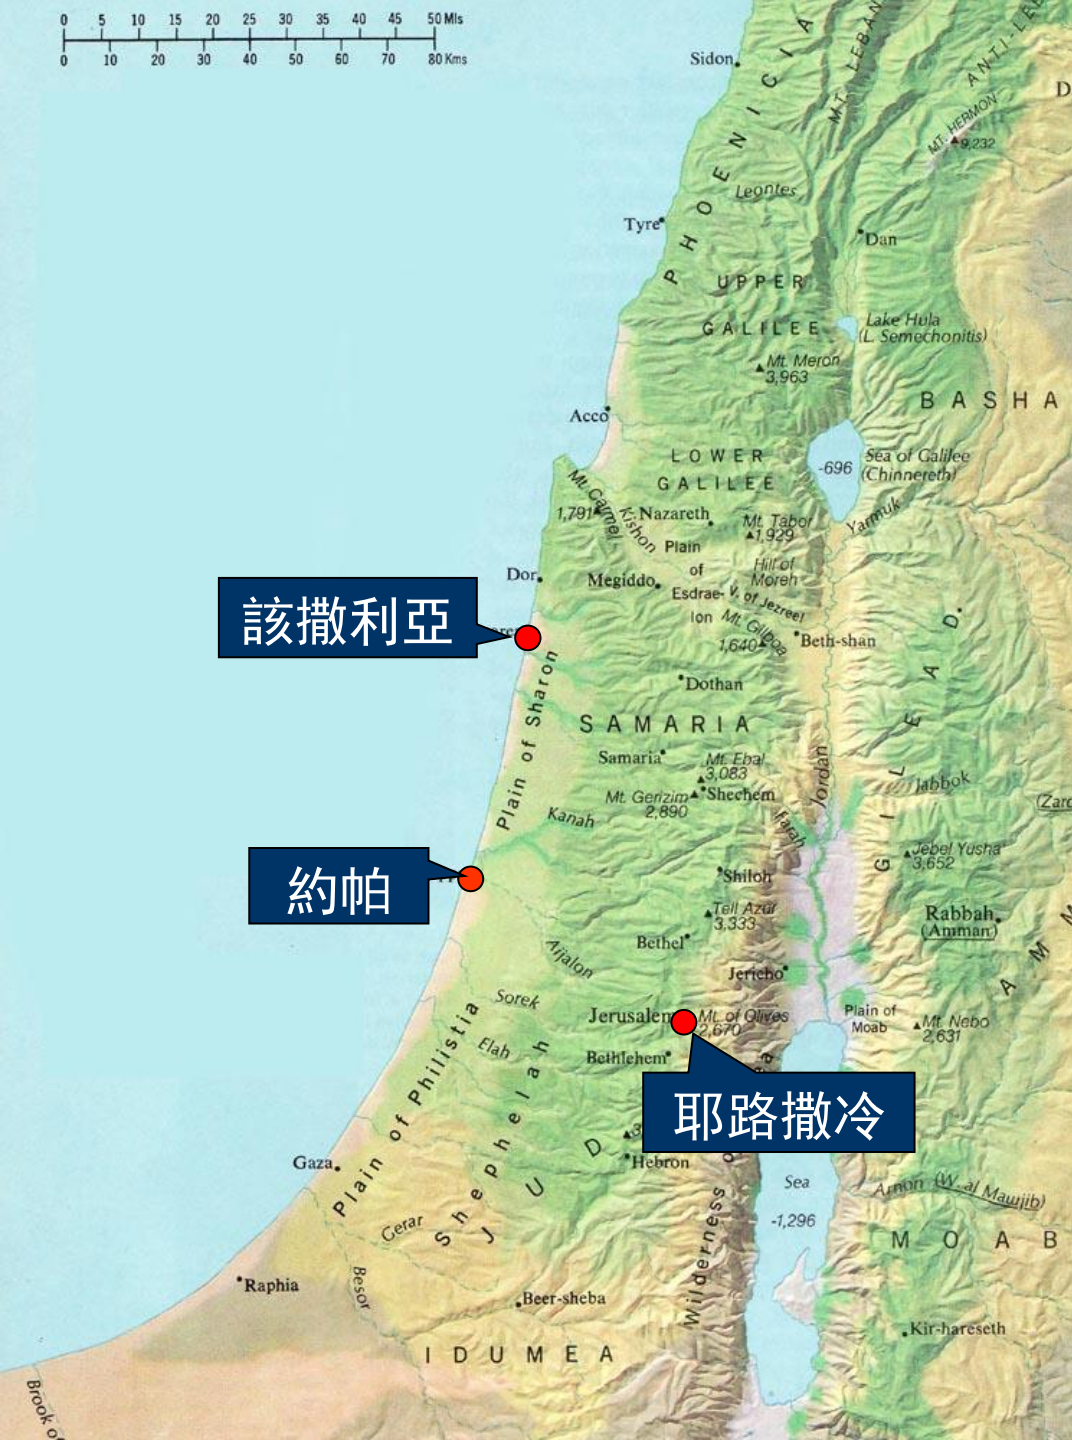 0 5 10 15 20 25 30 35 40 45 50 Mls
0 10 20 30 40 50 60 70 80 Kms
Sidon
PHOENICIA
MT. LEBAN
ANTI-LE
D
MT. HERMON
9,232
Leontes
Tyre
Dan
UPPER
GALILEE
Lake Hula
(L. Semechonitis)
Mt. Meron
3,963
BASHA
Acco
LOWER
GALILEE
-696
Sea of Galilee
(Chinnereth)
Mt. Carmel
1,791
Kishon
Nazareth
Mt. Tabor
1,929
Yarmuk
Plain
of
Esdrae-
lon
Hill of
Moreh
Dor
Megiddo
V. of Jezreel
Mt. Gilboa
1,640
Beth-shan
該撒利亞
GILEAD
Dothan
Plain of Sharon
SAMARIA
Samaria
Mt. Ebal
3,083
Mt. Gerizim
2,890
Shechem
Jordan
Jabbok
(Zard
Kanah
Farah
Jebel Yusha'
3,652
約帕
Shiloh
Tell Azur
3,333
Rabbah
(Amman)
AMM
Bethel
Aijalon
Jericho
Sorek
Jerusalem
Mt. of Olives
2,670
Plain of
Moab
Mt. Nebo
2,631
Elah
Bethlehem
耶路撒冷
Plain of Philistia
Shephelah
JUD
Hebron
Gaza
Wilderness o
Sea
-1,296
Arnon (W. al Mawjib)
MOAB
Gerar
Besor
Raphia
Beer-sheba
Kir-hareseth
IDUMEA
Brook o